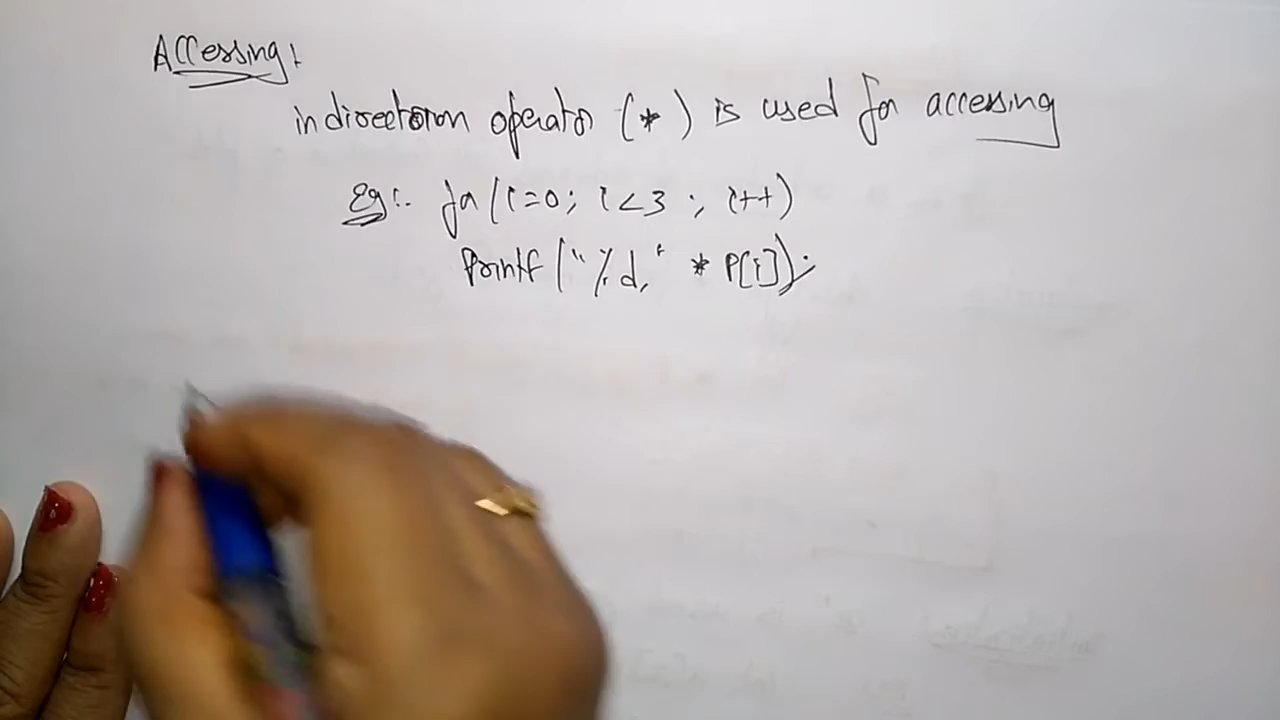 Accessing:
indirection operator (*) is used for accessing
Eg:. for (i=0; i<3 ; i++)
Printf ("%d," * P[i]);